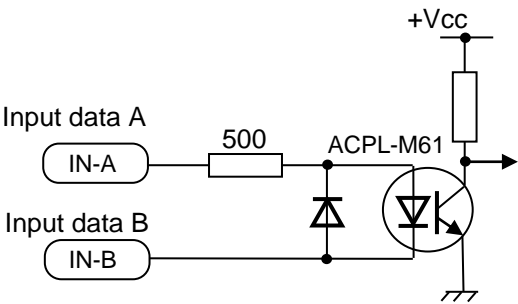 +Vcc
Input data A
500
ACPL-M61
IN-A
Input data B
IN-B